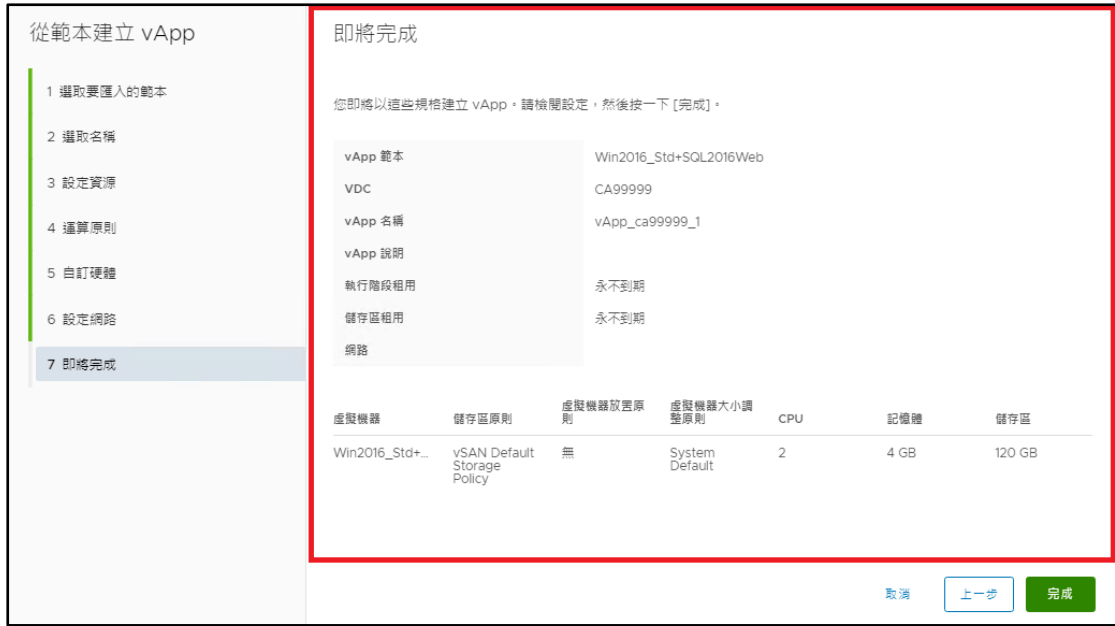 從範本建立 vApp
1 選取要匯入的範本
2 選取名稱
3 設定資源
4 運算原則
5 自訂硬體
6 設定網路
7 即將完成
即將完成
您即將以這些規格建立 vApp。請檢閱設定，然後按一下 [完成]。
vApp 範本 Win2016_Std+SQL2016Web
VDC CA99999
vApp 名稱 vApp_ca99999_1
vApp 說明
執行階段租用 永不到期
儲存區租用 永不到期
網路
虛擬機器 儲存區原則 虛擬機器放置原則 虛擬機器大小調整原則 CPU 記憶體 儲存區
Win2016_Std+... vSAN Default Storage Policy 無 System Default 2 4 GB 120 GB
取消 上一步 完成